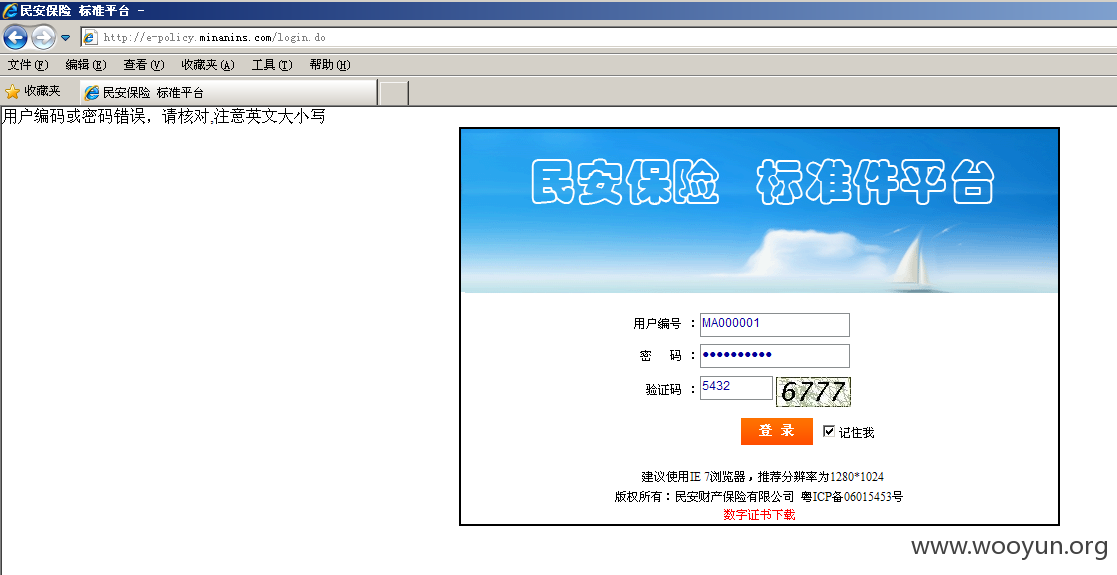 民安保险 标准平台 -
http://e-policy.minanins.com/login.do
文件(F) 编辑(E) 查看(V) 收藏夹(A) 工具(T) 帮助(H)
收藏夹 民安保险 标准平台
用户编码或密码错误，请核对,注意英文大小写
民安保险 标准件平台
用户编号 ：MA000001
密 码 ：●●●●●●●●●●
验证码 ：5432 6777
登 录 记住我
建议使用IE 7浏览器，推荐分辨率为1280*1024
版权所有：民安财产保险有限公司 粤ICP备06015453号
数字证书下载
www.wooyun.org